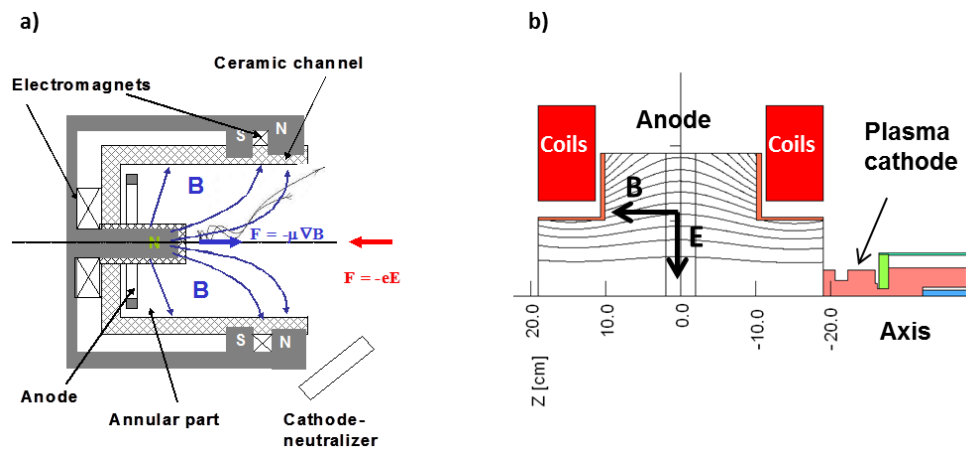 a)
Ceramic channel
Electromagnets
S
N
B
F = -μ∇B
N
F = -eE
B
S
N
Anode
Annular part
Cathode-
neutralizer
b)
Anode
Coils
Coils
Plasma
cathode
B
E
20.0
10.0
0.0
-10.0
-20.0
Z [cm]
Axis